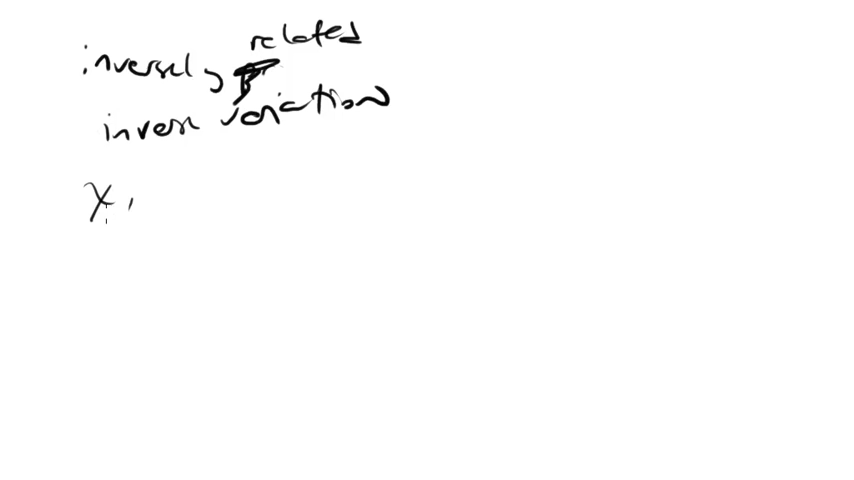 inversely related
inverse variation
x,